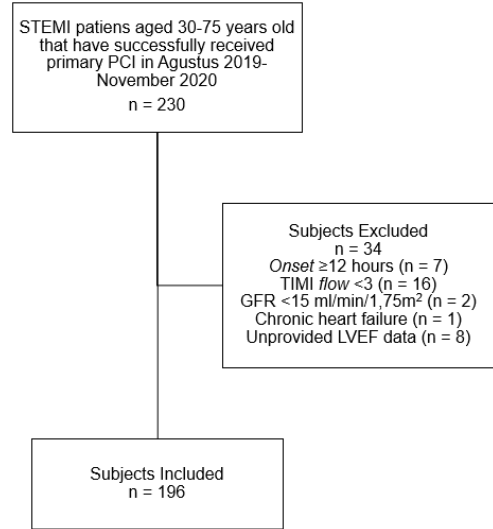 STEMI patiens aged 30-75 years old
that have successfully received
primary PCI in Agustus 2019-
November 2020
n = 230
Subjects Excluded
n = 34
Onset ≥12 hours (n = 7)
TIMI flow <3 (n = 16)
GFR <15 ml/min/1,75m² (n = 2)
Chronic heart failure (n = 1)
Unprovided LVEF data (n = 8)
Subjects Included
n = 196